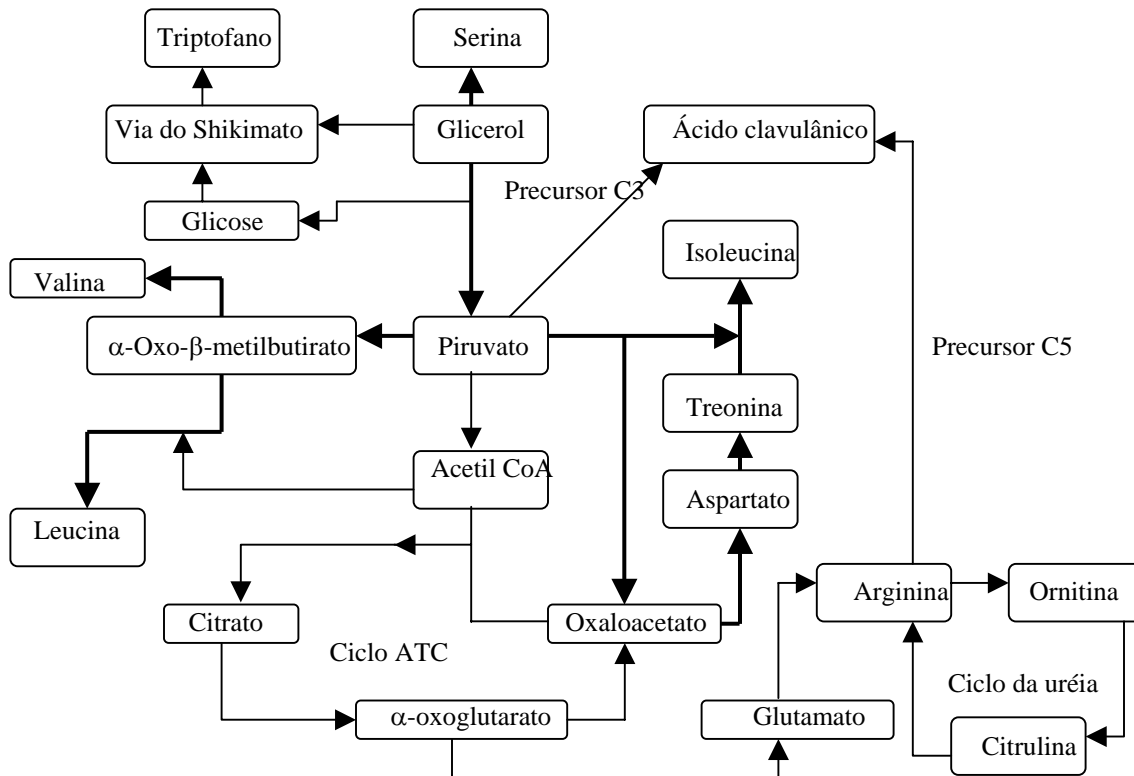 Triptofano
Serina
Via do Shikimato
Glicerol
Ácido clavulânico
Precursor C3
Glicose
Isoleucina
Valina
α-Oxo-β-metilbutirato
Piruvato
Precursor C5
Treonina
Acetil CoA
Aspartato
Leucina
Arginina
Ornitina
Citrato
Oxaloacetato
Ciclo ATC
Ciclo da uréia
α-oxoglutarato
Glutamato
Citrulina